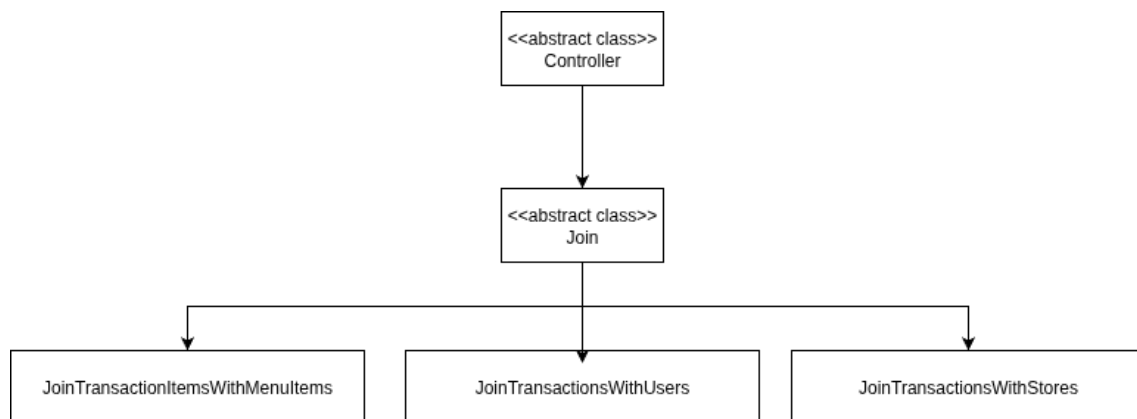 <<abstract class>>
Controller
<<abstract class>>
Join
JoinTransactionItemsWithMenuItems
JoinTransactionsWithUsers
JoinTransactionsWithStores